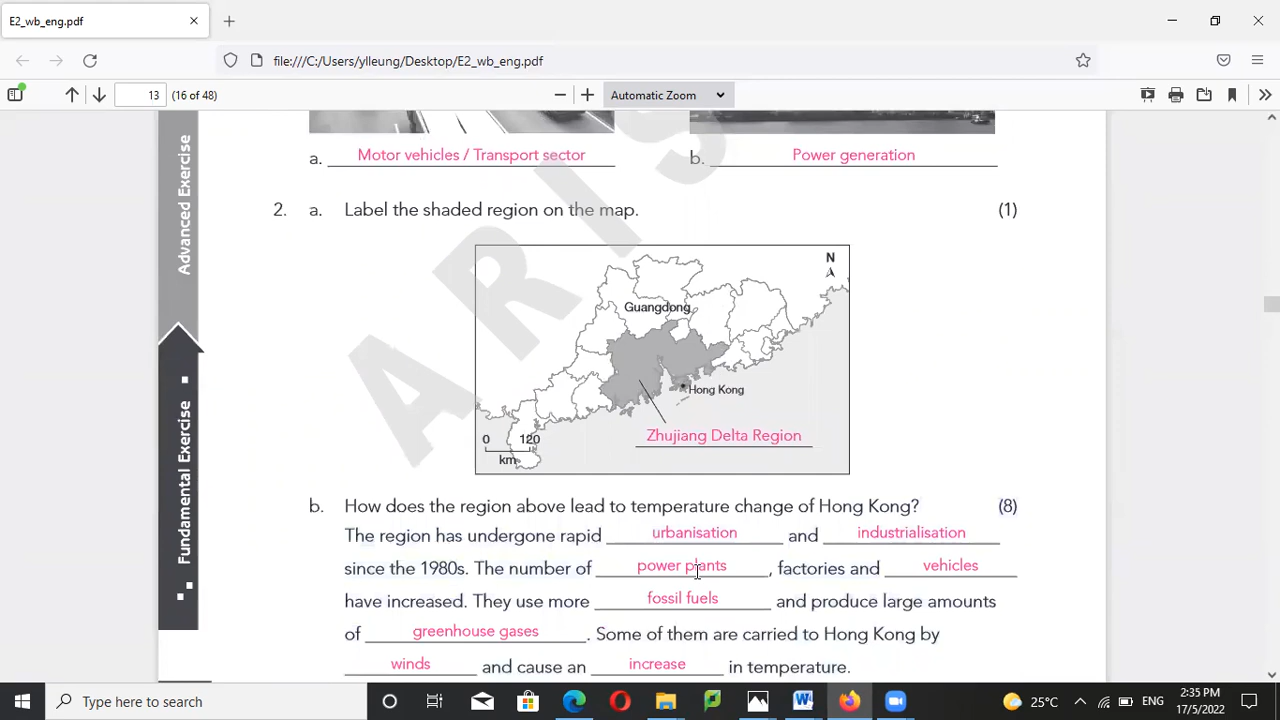 E2_wb_eng.pdf
file:///C:/Users/ylleung/Desktop/E2_wb_eng.pdf
13 (16 of 48) Automatic Zoom
a. Motor vehicles / Transport sector b. Power generation
2. a. Label the shaded region on the map. (1)
N
Guangdong
Hong Kong
0 120
km
Zhujiang Delta Region
b. How does the region above lead to temperature change of Hong Kong? (8)
The region has undergone rapid urbanisation and industrialisation
since the 1980s. The number of power plants, factories and vehicles
have increased. They use more fossil fuels and produce large amounts
of greenhouse gases. Some of them are carried to Hong Kong by
winds and cause an increase in temperature.
Advanced Exercise
Fundamental Exercise
ARIS
Type here to search
25°C ENG 2:35 PM
17/5/2022